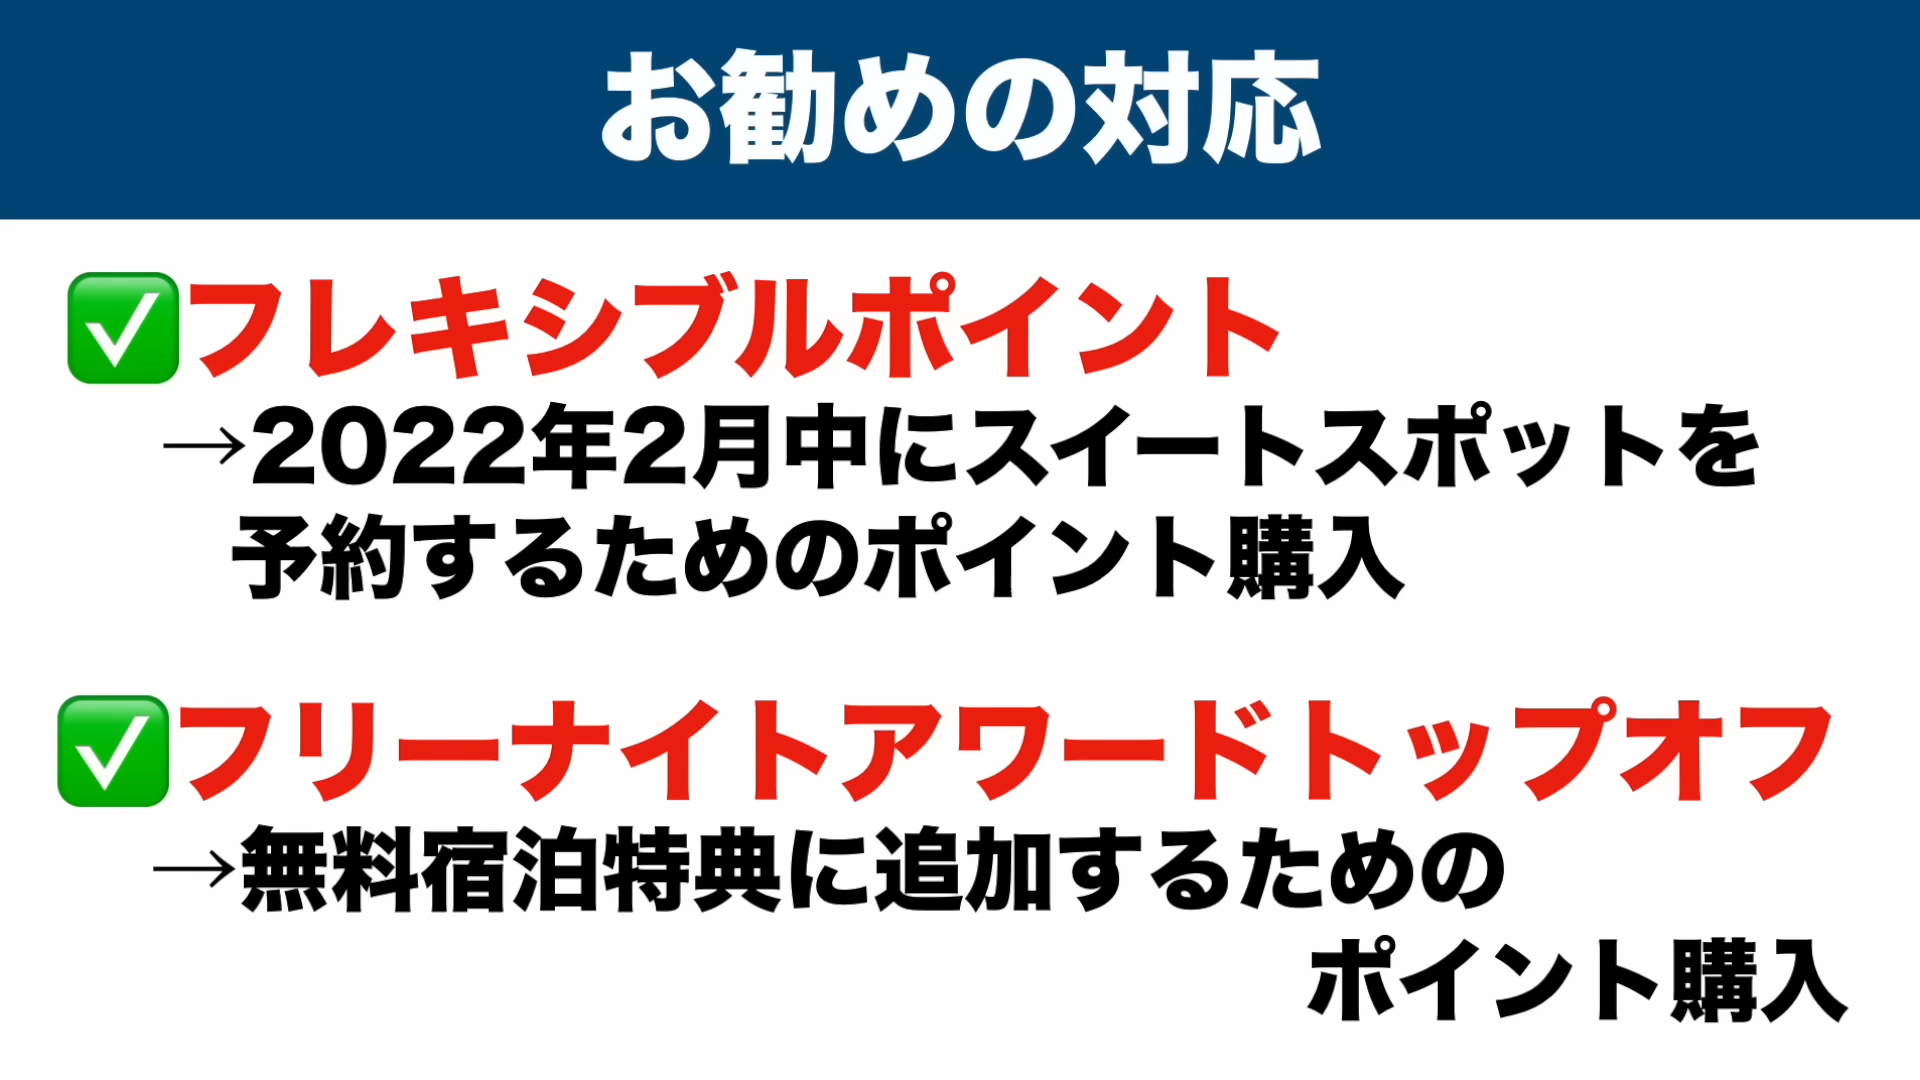 お勧めの対応
✅フレキシブルポイント
→2022年2月中にスイートスポットを
予約するためのポイント購入
✅フリーナイトアワードトップオフ
→無料宿泊特典に追加するための
ポイント購入